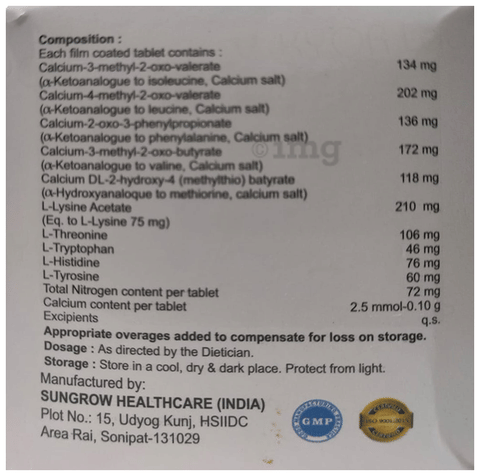 Composition :
Each film coated tablet contains :
Calcium-3-methyl-2-oxo-valerate 134 mg
(α-Ketoanalogue to isoleucine, Calcium salt)
Calcium-4-methyl-2-oxo-valerate 202 mg
(α-Ketoanalogue to leucine, Calcium salt)
Calcium-2-oxo-3-phenylpropionate 136 mg
(α-Ketoanalogue to phenylalanine, Calcium salt)
Calcium-3-methyl-2-oxo-butyrate 172 mg
(α-Ketoanalogue to valine, Calcium salt)
Calcium DL-2-hydroxy-4 (methylthio) batyrate 118 mg
(α-Hydroxyanaloque to methiorine, calcium salt)
L-Lysine Acetate 210 mg
(Eq. to L-Lysine 75 mg)
L-Threonine 106 mg
L-Tryptophan 46 mg
L-Histidine 76 mg
L-Tyrosine 60 mg
Total Nitrogen content per tablet 72 mg
Calcium content per tablet 2.5 mmol-0.10 g
Excipients q.s.
Appropriate overages added to compensate for loss on storage.
Dosage : As directed by the Dietician.
Storage : Store in a cool, dry & dark place. Protect from light.
Manufactured by:
SUNGROW HEALTHCARE (INDIA)
Plot No.: 15, Udyog Kunj, HSIIDC
Area Rai, Sonipat-131029
GMP